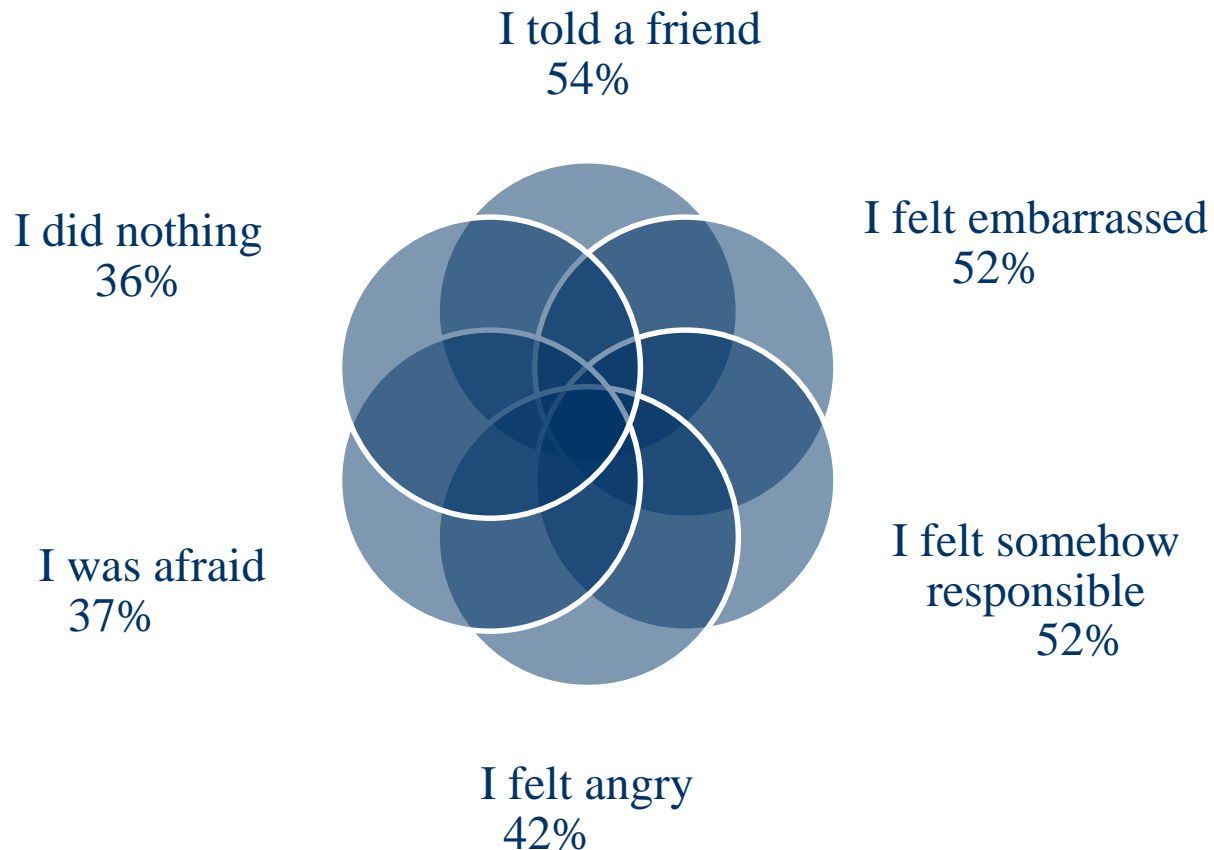 I told a friend
54%
I felt embarrassed
52%
I felt somehow
responsible
52%
I felt angry
42%
I was afraid
37%
I did nothing
36%